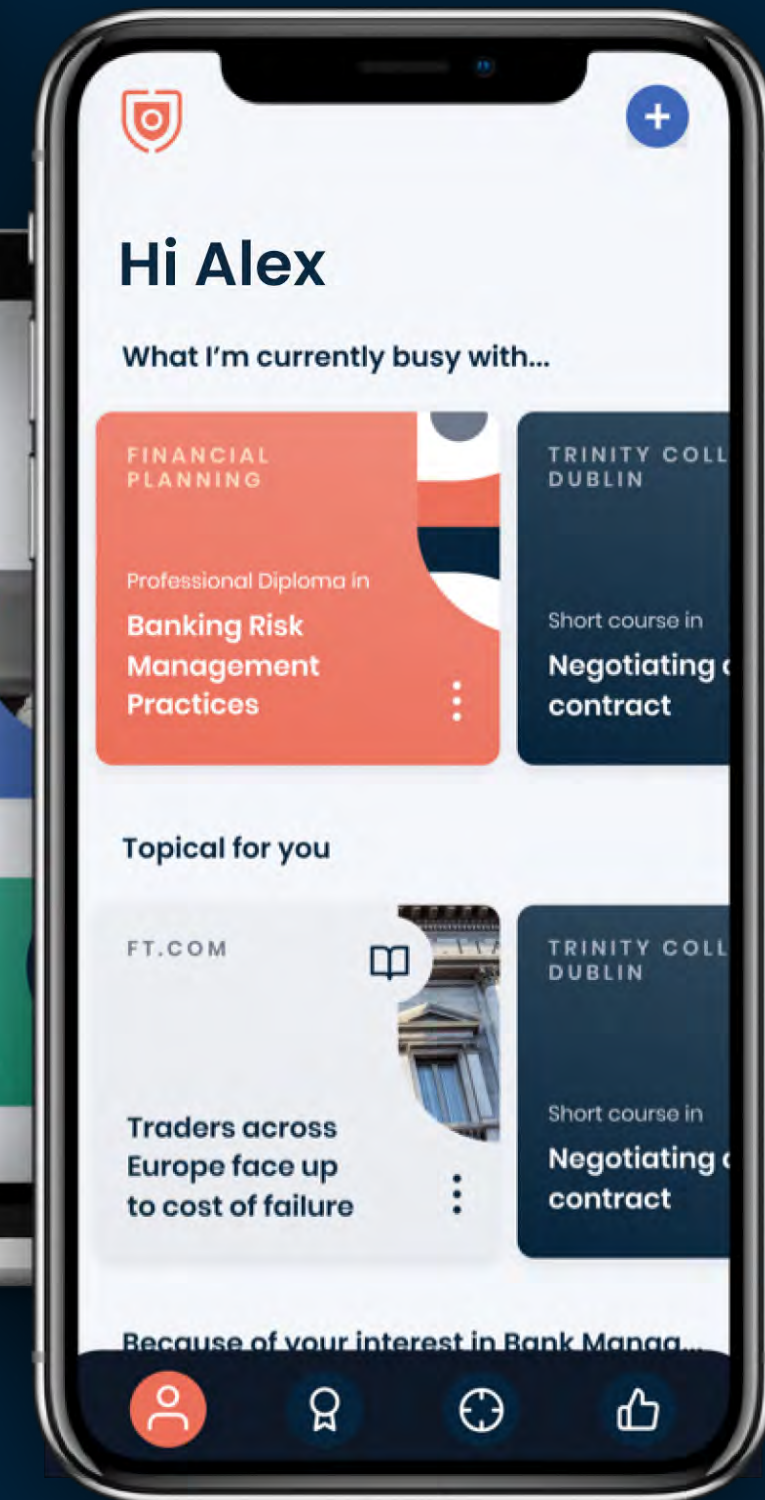 Hi Alex
What I'm currently busy with...
FINANCIAL
PLANNING
Professional Diploma in
Banking Risk
Management
Practices
TRINITY COLL
DUBLIN
Short course in
Negotiating
contract
Topical for you
FT.COM
Traders across
Europe face up
to cost of failure
TRINITY COLL
DUBLIN
Short course in
Negotiating
contract
Because of your interest in Bank Manag...